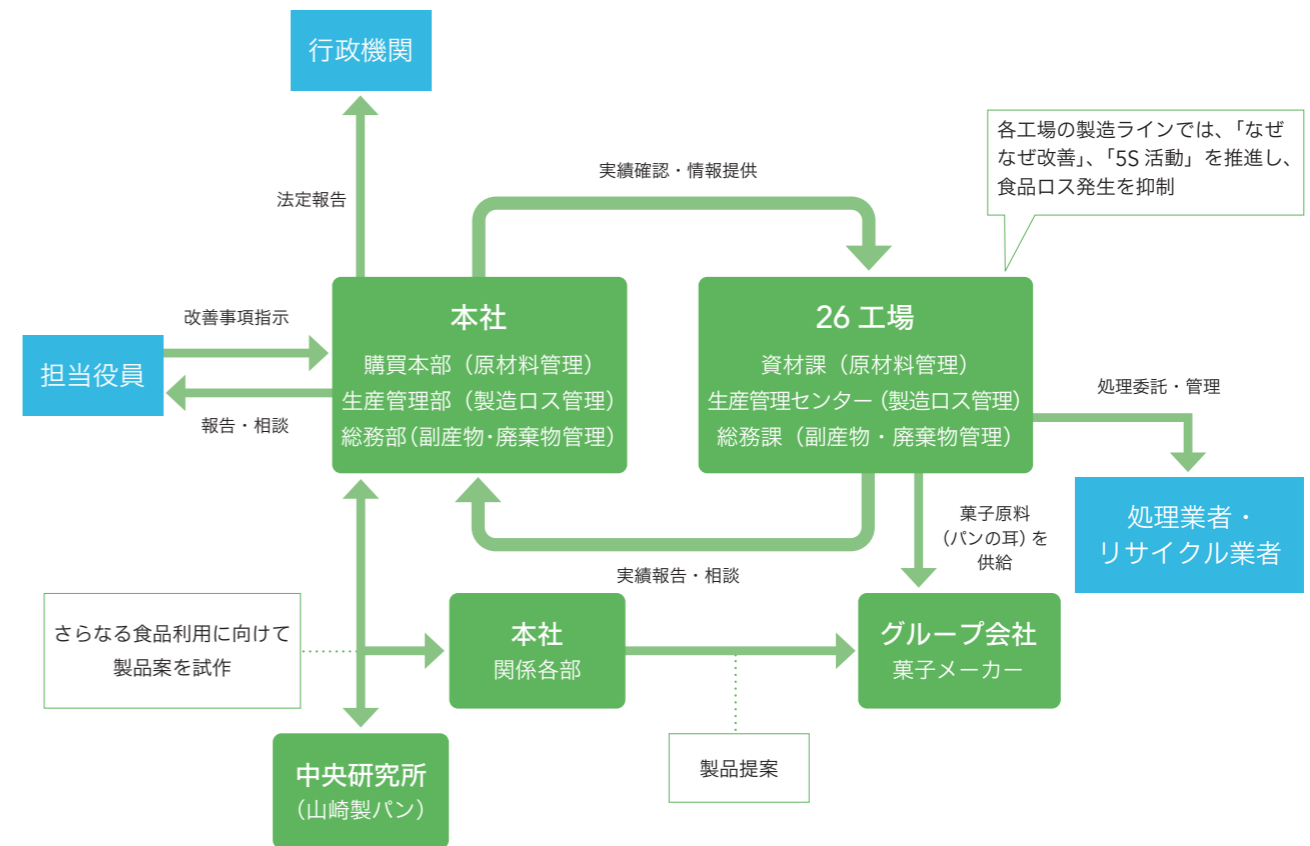 行政機関
各工場の製造ラインでは、「なぜ
なぜ改善」、「5S 活動」を推進し、
食品ロス発生を抑制
実績確認・情報提供
法定報告
改善事項指示
担当役員
報告・相談
本社
購買本部（原材料管理）
生産管理部（製造ロス管理）
総務部（副産物・廃棄物管理）
26 工場
資材課（原材料管理）
生産管理センター（製造ロス管理）
総務課（副産物・廃棄物管理）
処理委託・管理
処理業者・
リサイクル業者
菓子原料
（パンの耳）を
供給
実績報告・相談
さらなる食品利用に向けて
製品案を試作
本社
関係各部
グループ会社
菓子メーカー
製品提案
中央研究所
（山崎製パン）